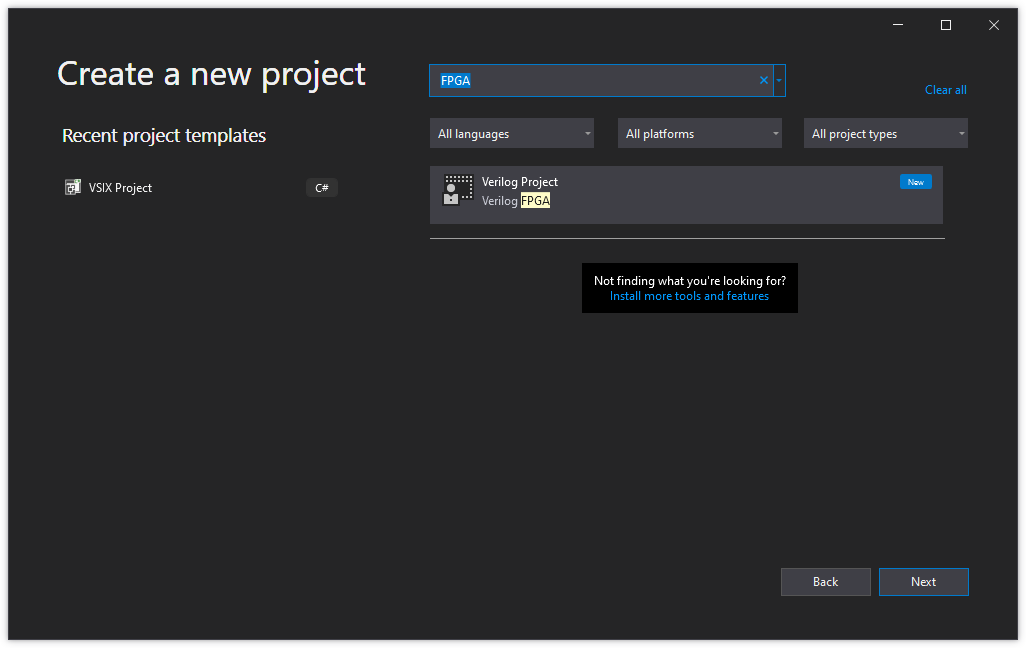 Create a new project
FPGA
Clear all
Recent project templates
All languages
All platforms
All project types
VSIX Project
C#
Verilog Project
New
Verilog FPGA
Not finding what you're looking for?
Install more tools and features
Back
Next